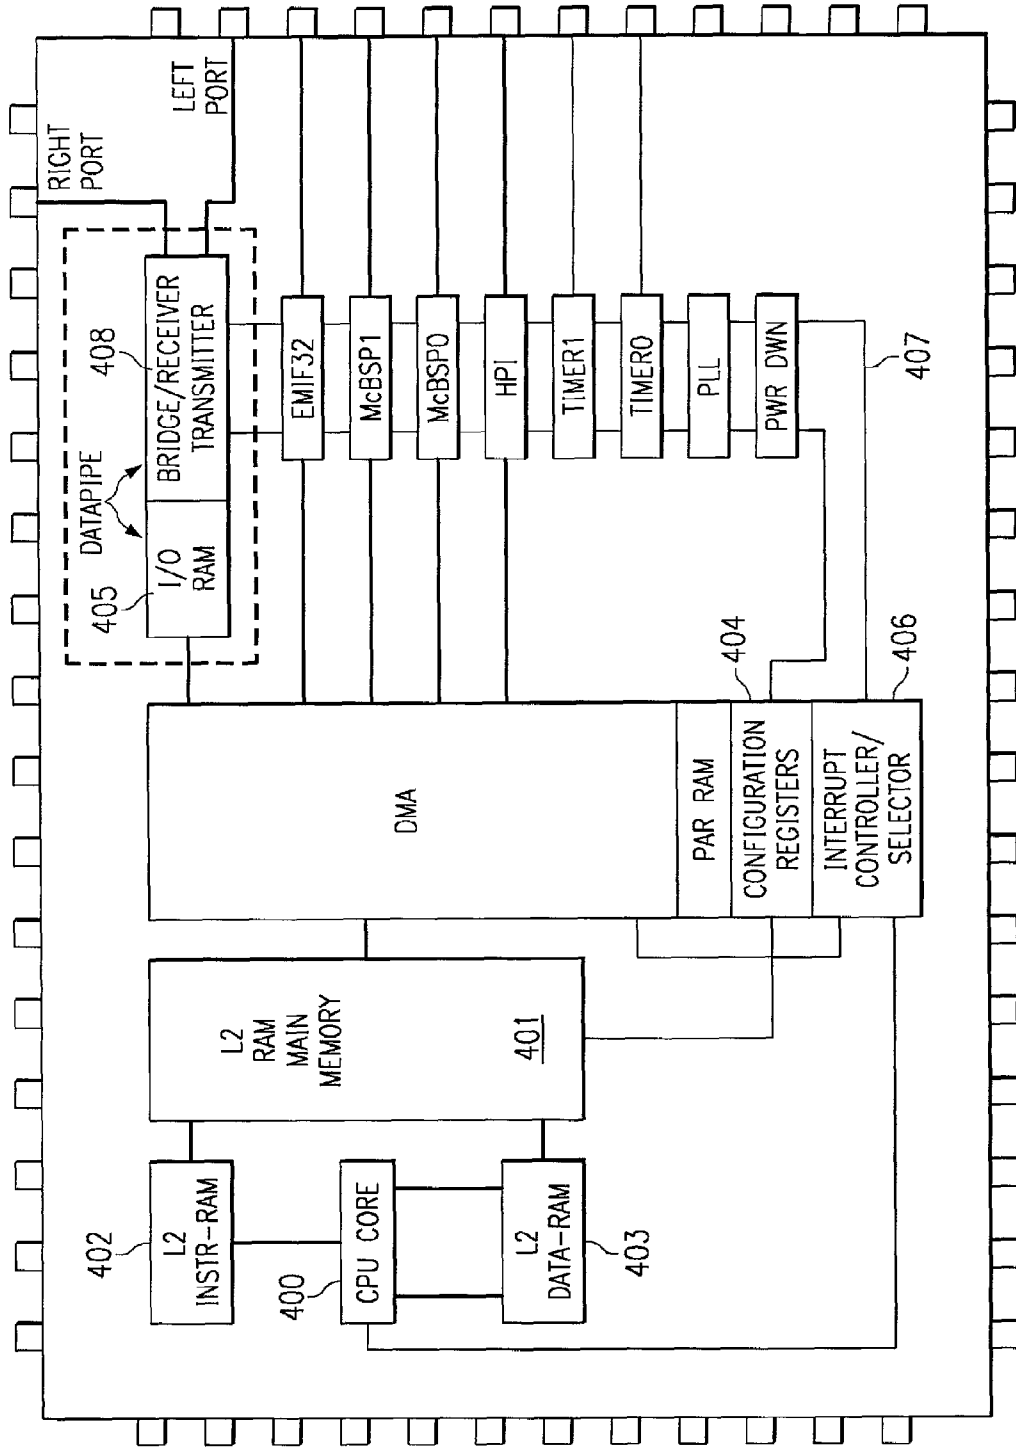 RIGHT
PORT
LEFT
PORT
DATAPIPE
408
405
I/O
RAM
BRIDGE/RECEIVER
TRANSMITTER
EMIF32
McBSP1
McBSP0
HPI
TIMER1
TIMER0
PLL
PWR DWN
407
DMA
PAR RAM
CONFIGURATION
REGISTERS
404
INTERRUPT
CONTROLLER/
SELECTOR
406
L2
RAM
MAIN
MEMORY
401
402
L2
INSTR-RAM
400
CPU CORE
L2
DATA-RAM
403